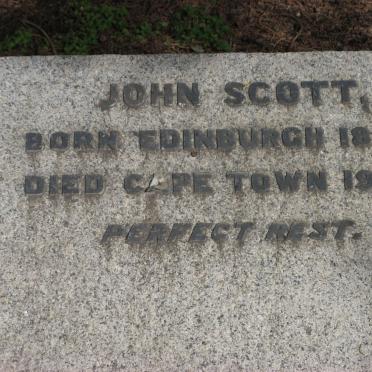 JOHN SCOTT,
BORN EDINBURGH 18
DIED CAPE TOWN 19
PERFECT REST.